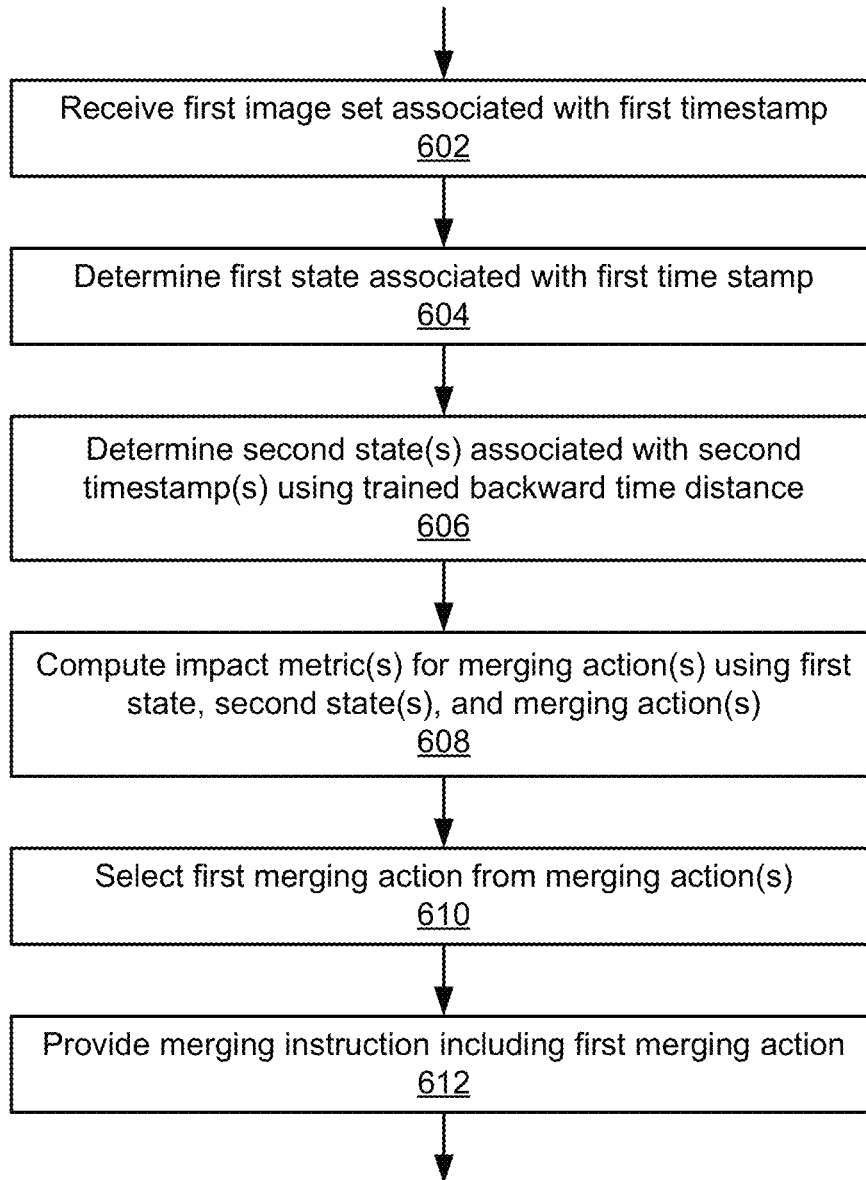 Receive first image set associated with first timestamp
602
Determine first state associated with first time stamp
604
Determine second state(s) associated with second
timestamp(s) using trained backward time distance
606
Compute impact metric(s) for merging action(s) using first
state, second state(s), and merging action(s)
608
Select first merging action from merging action(s)
610
Provide merging instruction including first merging action
612